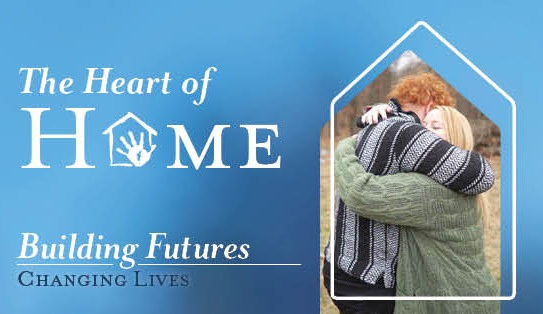 The Heart of
HOME
Building Futures
CHANGING LIVES